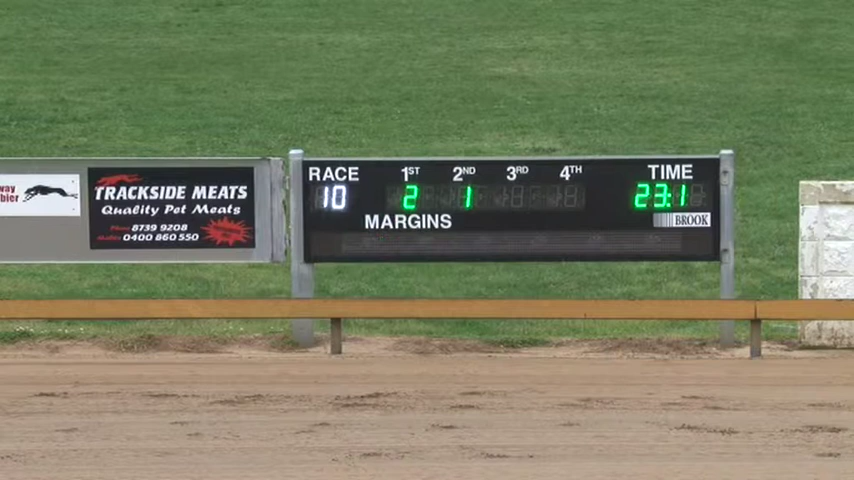 way
bier
TRACKSIDE MEATS
Quality Pet Meats
Phone 8739 9208
Mobile 0400 860 550
RACE 1ST 2ND 3RD 4TH TIME
10 2 1 23:1
MARGINS BROOK